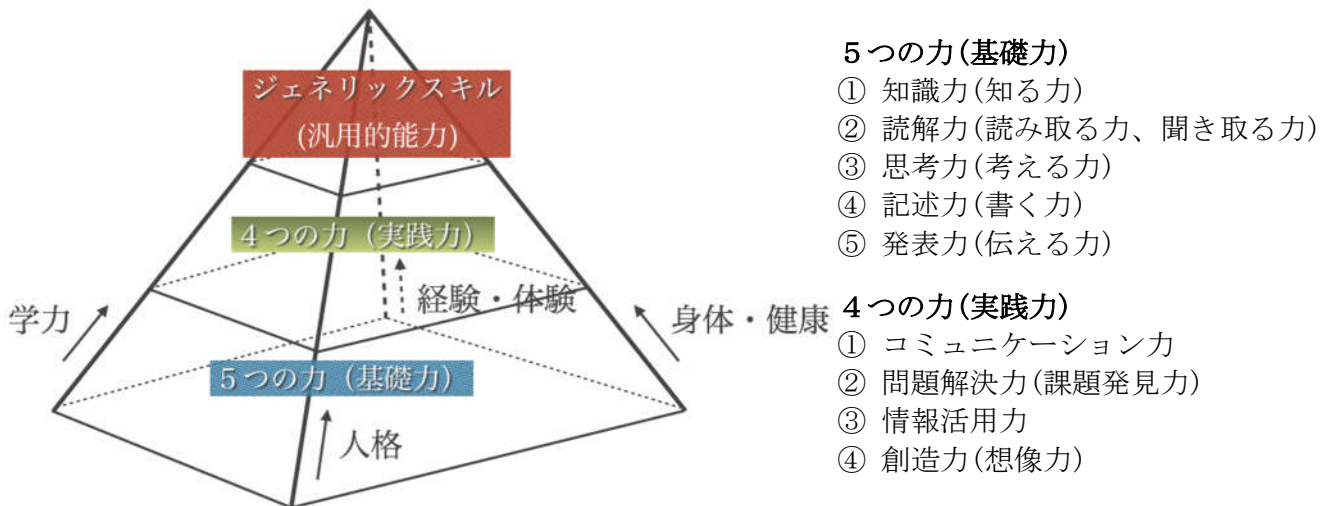 ジェネリックスキル
(汎用的能力)
４つの力（実践力）
経験・体験
学力
身体・健康
５つの力（基礎力）
人格
５つの力(基礎力)
① 知識力(知る力)
② 読解力(読み取る力、聞き取る力)
③ 思考力(考える力)
④ 記述力(書く力)
⑤ 発表力(伝える力)
４つの力(実践力)
① コミュニケーション力
② 問題解決力(課題発見力)
③ 情報活用力
④ 創造力(想像力)